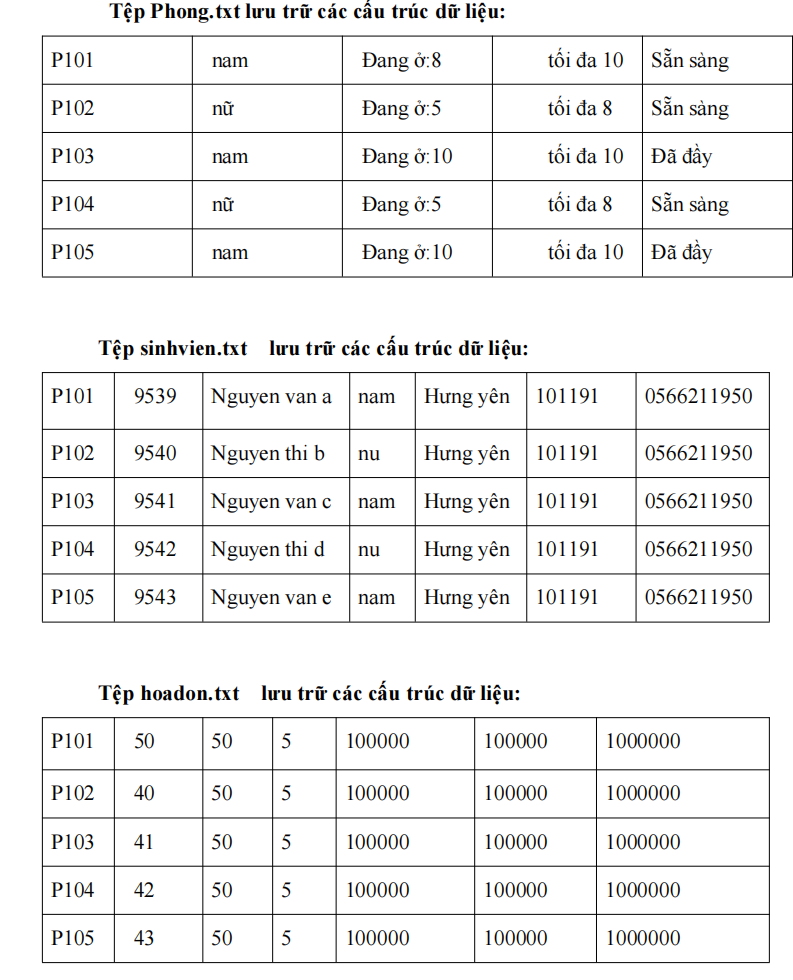 Tệp Phong.txt lưu trữ các cấu trúc dữ liệu:
P101 nam Đang ở:8 tối đa 10 Sẵn sàng
P102 nữ Đang ở:5 tối đa 8 Sẵn sàng
P103 nam Đang ở:10 tối đa 10 Đã đầy
P104 nữ Đang ở:5 tối đa 8 Sẵn sàng
P105 nam Đang ở:10 tối đa 10 Đã đầy
Tệp sinhvien.txt lưu trữ các cấu trúc dữ liệu:
P101 9539 Nguyen van a nam Hưng yên 101191 0566211950
P102 9540 Nguyen thi b nu Hưng yên 101191 0566211950
P103 9541 Nguyen van c nam Hưng yên 101191 0566211950
P104 9542 Nguyen thi d nu Hưng yên 101191 0566211950
P105 9543 Nguyen van e nam Hưng yên 101191 0566211950
Tệp hoadon.txt lưu trữ các cấu trúc dữ liệu:
P101 50 50 5 100000 100000 1000000
P102 40 50 5 100000 100000 1000000
P103 41 50 5 100000 100000 1000000
P104 42 50 5 100000 100000 1000000
P105 43 50 5 100000 100000 1000000